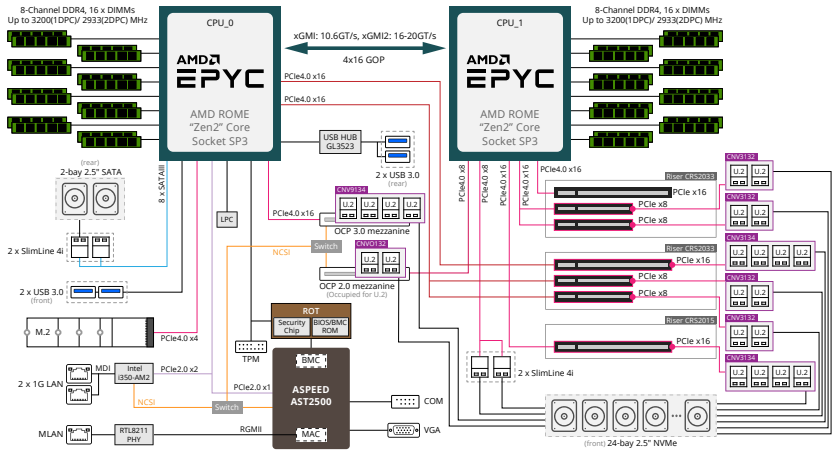 8-Channel DDR4, 16 x DIMMs
Up to 3200(1DPC)/ 2933(2DPC) MHz
CPU_0
AMD
EPYC
AMD ROME
"Zen2" Core
Socket SP3
xGMI: 10.6GT/s, xGMI2: 16-20GT/s
4x16 GOP
CPU_1
AMD
EPYC
AMD ROME
"Zen2" Core
Socket SP3
8-Channel DDR4, 16 x DIMMs
Up to 3200(1DPC)/ 2933(2DPC) MHz
PCIe4.0 x16
PCIe4.0 x16
USB HUB
GL3523
2 x USB 3.0
(rear)
(rear)
2-bay 2.5" SATA
8 x SATAIII
2 x SlimLine 4i
2 x USB 3.0
(front)
M.2
PCIe4.0 x4
LPC
PCIe4.0 x16
CNV9134
U.2
U.2
U.2
U.2
OCP 3.0 mezzanine
NCSI
Switch
CNVO132
U.2
U.2
OCP 2.0 mezzanine
(Occupied for U.2)
PCIe4.0 x8
PCIe4.0 x8
PCIe4.0 x16
PCIe4.0 x16
PCIe4.0 x16
Riser CRS2033
PCIe x16
PCIe x8
PCIe x8
Riser CRS2033
PCIe x16
PCIe x8
PCIe x8
Riser CRS2015
PCIe x16
CNV3132
U.2
U.2
CNV3132
U.2
U.2
CNV3134
U.2
U.2
U.2
U.2
CNV3132
U.2
U.2
CNV3132
U.2
U.2
CNV3134
U.2
U.2
U.2
U.2
2 x SlimLine 4i
(front) 24-bay 2.5" NVMe
ROT
Security
Chip
BIOS/BMC
ROM
TPM
BMC
ASPEED
AST2500
MAC
2 x 1G LAN
MDI
Intel
i350-AM2
PCIe2.0 x2
PCIe2.0 x1
NCSI
Switch
MLAN
RTL8211
PHY
RGMII
COM
VGA